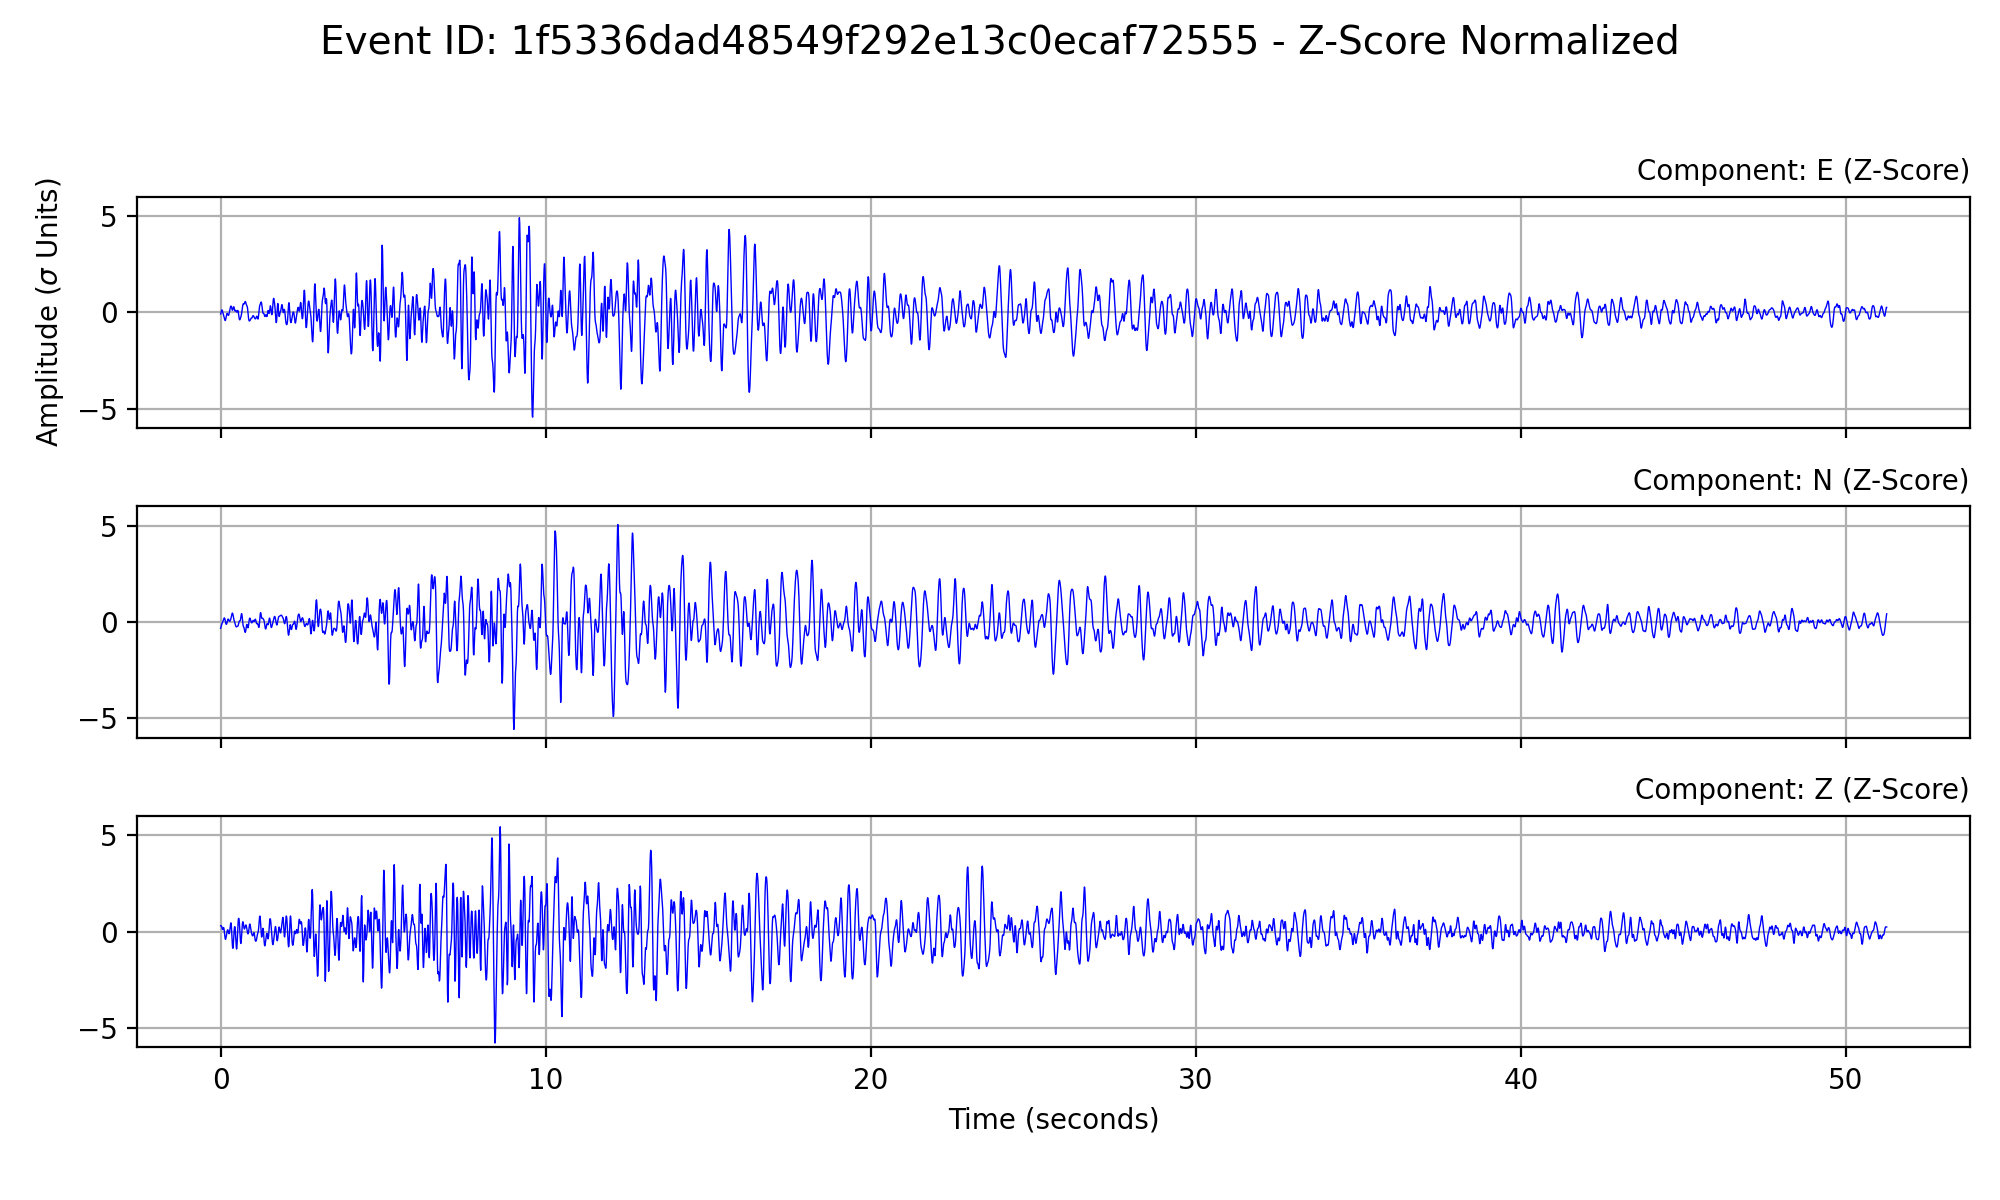 Event ID: 1f5336dad48549f292e13c0ecaf72555 - Z-Score Normalized
Component: E (Z-Score)
Amplitude (σ Units)
5
0
−5
Component: N (Z-Score)
5
0
−5
Component: Z (Z-Score)
5
0
−5
0 10 20 30 40 50
Time (seconds)